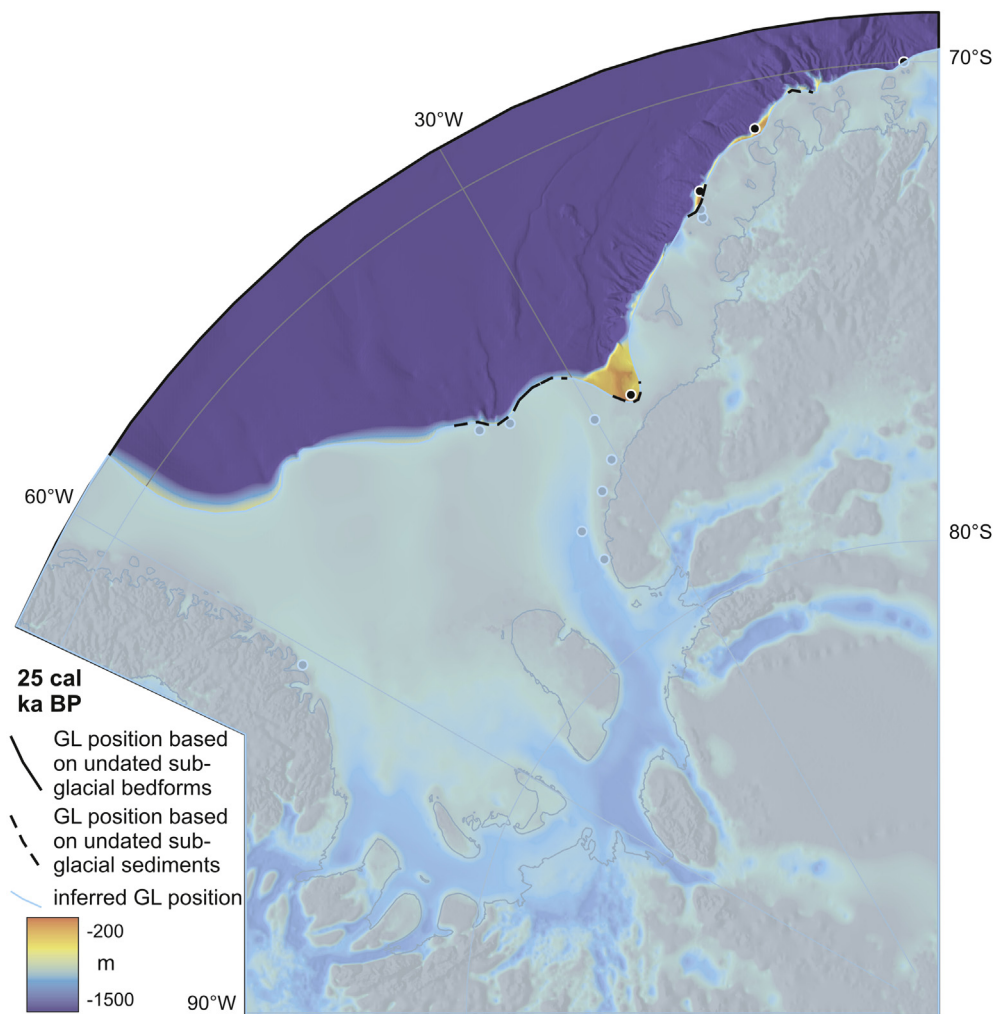 70°S
30°W
60°W
80°S
25 cal
ka BP
GL position based
on undated sub-
glacial bedforms
GL position based
on undated sub-
glacial sediments
inferred GL position
-200
m
-1500
90°W